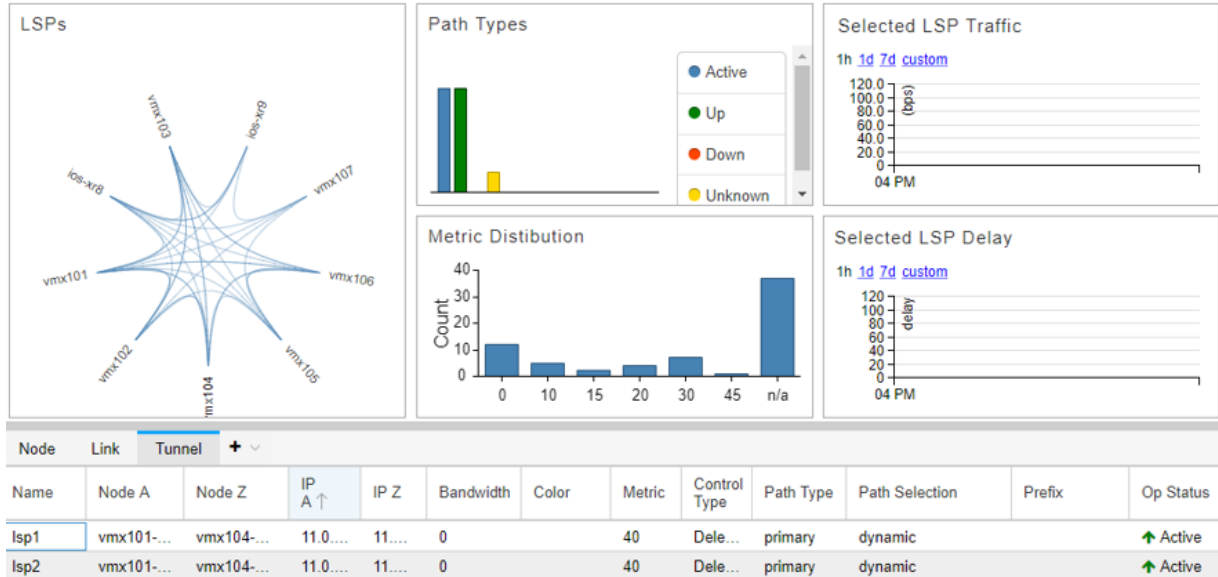 LSPs
vmx103
ios-xr9
ios-xr8
vmx107
vmx101
vmx106
vmx102
vmx105
vmx104
Path Types
Active
Up
Down
Unknown
Metric Distibution
Count
40
30
20
10
0
0 10 15 20 30 45 n/a
Selected LSP Traffic
1h 1d 7d custom
120.0
100.0
80.0
60.0
40.0
20.0
0
(bps)
04 PM
Selected LSP Delay
1h 1d 7d custom
120
100
80
60
40
20
0
delay
04 PM
Node Link Tunnel +
Name Node A Node Z IP A↑ IP Z Bandwidth Color Metric Control Type Path Type Path Selection Prefix Op Status
lsp1 vmx101-... vmx104-... 11.0.... 11.... 0 40 Dele... primary dynamic Active
lsp2 vmx101-... vmx104-... 11.0.... 11.... 0 40 Dele... primary dynamic Active